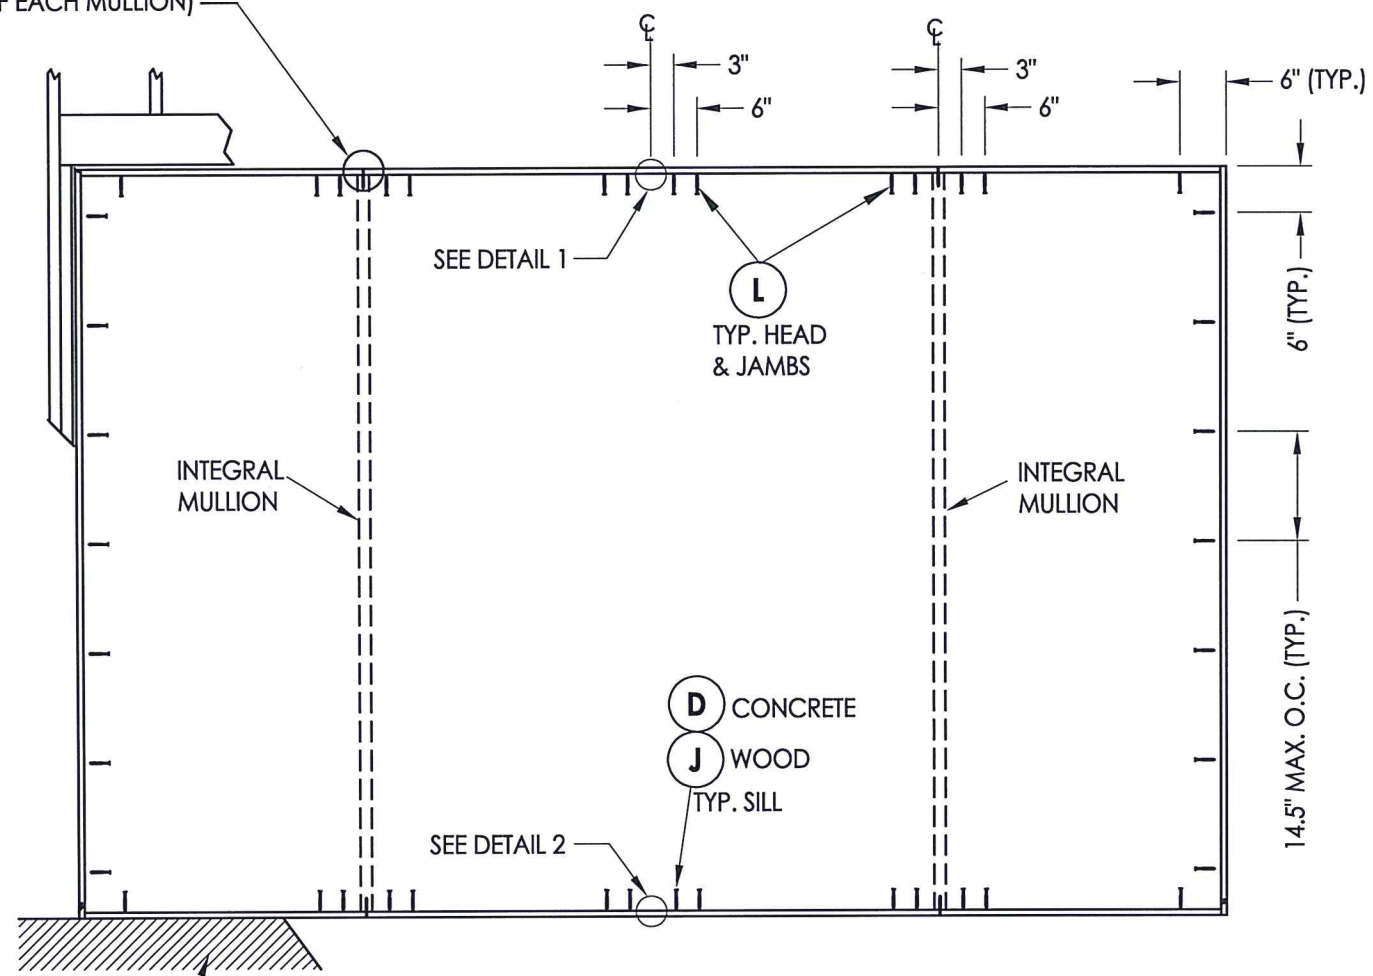 F EACH MULLION)
℄
℄
3"
3"
6" (TYP.)
6"
6"
SEE DETAIL 1
L
TYP. HEAD
& JAMBS
6" (TYP.)
INTEGRAL
MULLION
INTEGRAL
MULLION
14.5" MAX. O.C. (TYP.)
D CONCRETE
J WOOD
TYP. SILL
SEE DETAIL 2